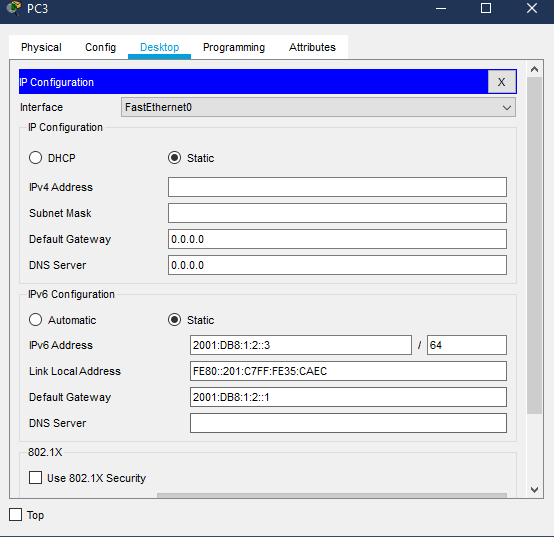 PC3
Physical Config Desktop Programming Attributes
IP Configuration X
Interface FastEthernet0
IP Configuration
DHCP Static
IPv4 Address
Subnet Mask
Default Gateway 0.0.0.0
DNS Server 0.0.0.0
IPv6 Configuration
Automatic Static
IPv6 Address 2001:DB8:1:2::3 / 64
Link Local Address FE80::201:C7FF:FE35:CAEC
Default Gateway 2001:DB8:1:2::1
DNS Server
802.1X
Use 802.1X Security
Top